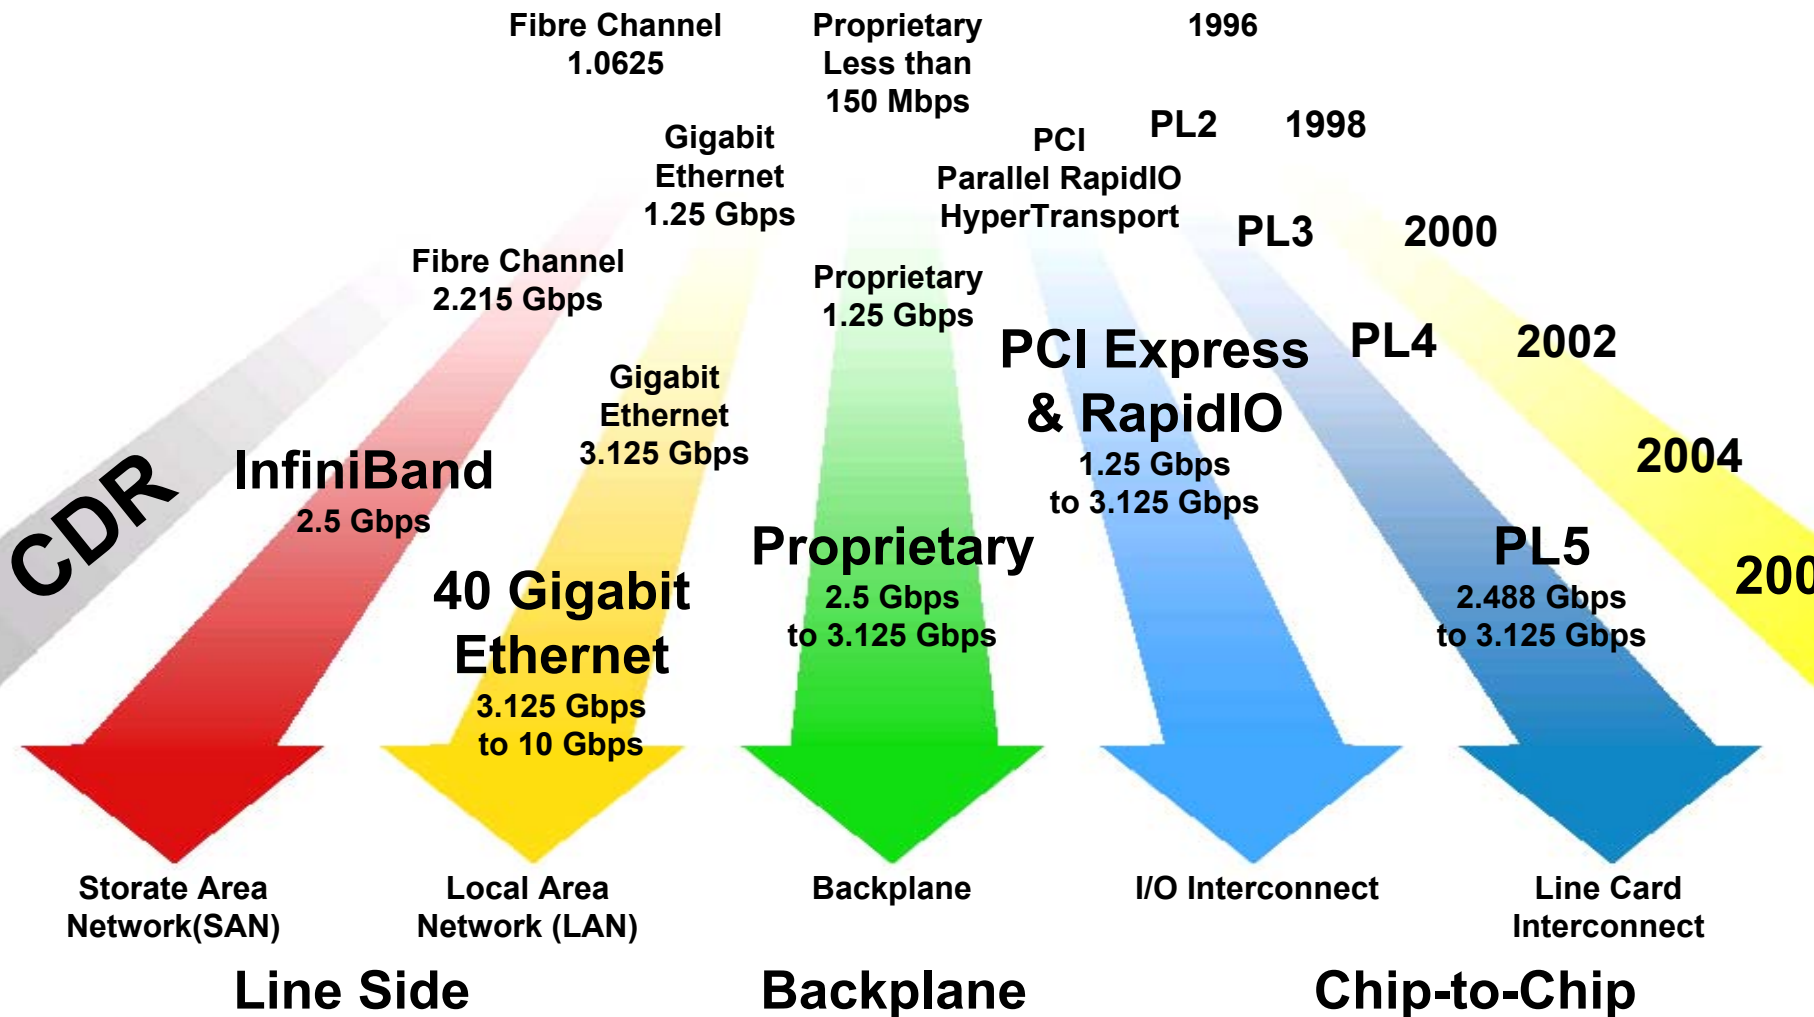 Fibre Channel
1.0625
Proprietary
Less than
150 Mbps
1996
Gigabit
Ethernet
1.25 Gbps
PCI
Parallel RapidIO
HyperTransport
PL2
1998
Fibre Channel
2.215 Gbps
Proprietary
1.25 Gbps
PL3
2000
Gigabit
Ethernet
3.125 Gbps
PCI Express
& RapidIO
1.25 Gbps
to 3.125 Gbps
PL4
2002
CDR
InfiniBand
2.5 Gbps
2004
40 Gigabit
Ethernet
3.125 Gbps
to 10 Gbps
Proprietary
2.5 Gbps
to 3.125 Gbps
PL5
2.488 Gbps
to 3.125 Gbps
Storate Area
Network(SAN)
Local Area
Network (LAN)
Backplane
I/O Interconnect
Line Card
Interconnect
Line Side
Backplane
Chip-to-Chip